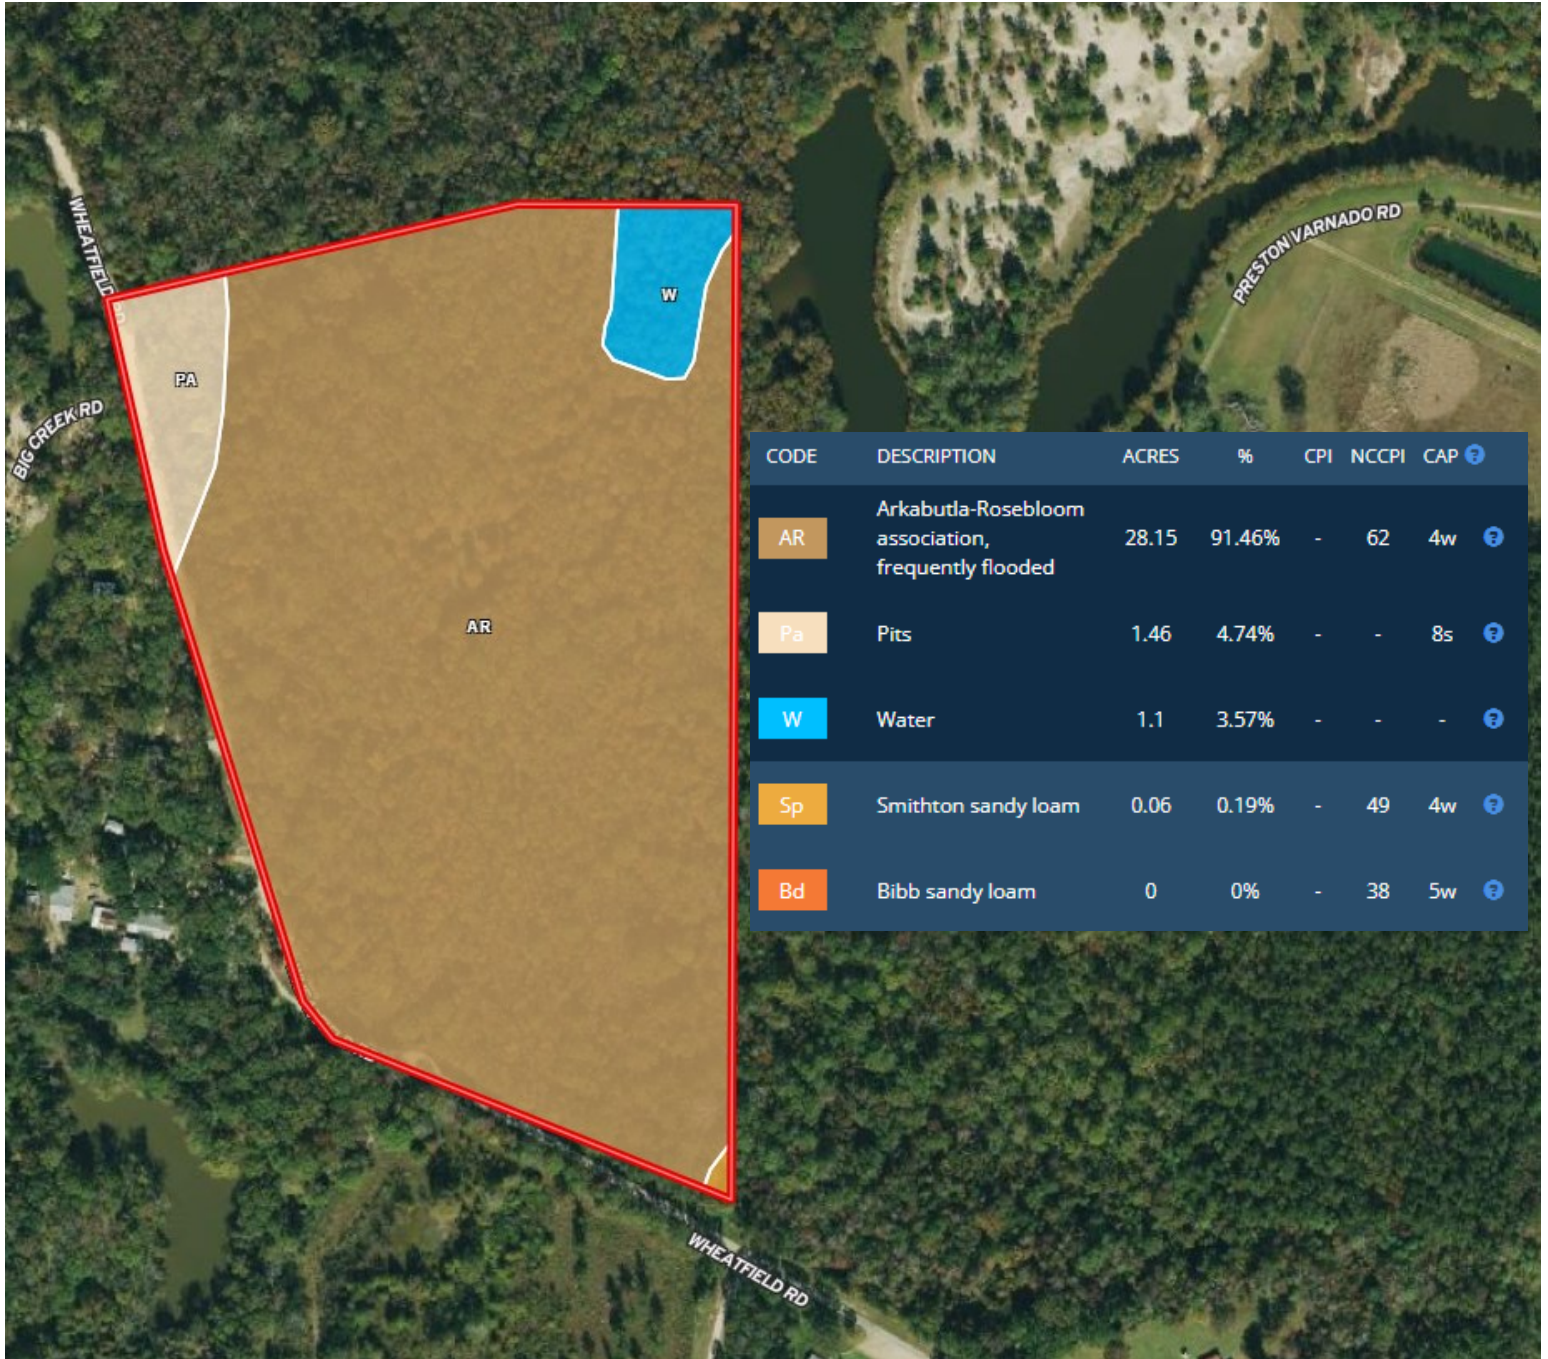 WHEATFIELD RD
PRESTON VARNADO RD
W
PA
BIG CREEK RD
AR
WHEATFIELD RD
CODE DESCRIPTION ACRES % CPI NCCPI CAP ?
Arkabutla-Rosebloom
AR association, 28.15 91.46% - 62 4w ?
frequently flooded
Pa Pits 1.46 4.74% - - 8s ?
W Water 1.1 3.57% - - - ?
Sp Smithton sandy loam 0.06 0.19% - 49 4w ?
Bd Bibb sandy loam 0 0% - 38 5w ?